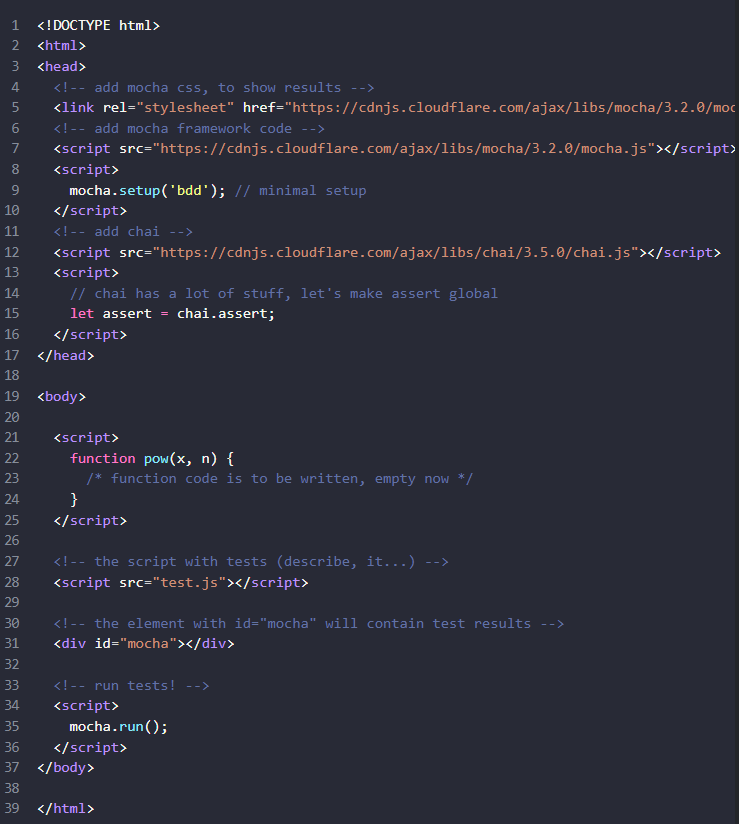 1 <!DOCTYPE html>
2 <html>
3 <head>
4   <!-- add mocha css, to show results -->
5   <link rel="stylesheet" href="https://cdnjs.cloudflare.com/ajax/libs/mocha/3.2.0/moc
6   <!-- add mocha framework code -->
7   <script src="https://cdnjs.cloudflare.com/ajax/libs/mocha/3.2.0/mocha.js"></script>
8   <script>
9     mocha.setup('bdd'); // minimal setup
10   </script>
11   <!-- add chai -->
12   <script src="https://cdnjs.cloudflare.com/ajax/libs/chai/3.5.0/chai.js"></script>
13   <script>
14     // chai has a lot of stuff, let's make assert global
15     let assert = chai.assert;
16   </script>
17 </head>
18
19 <body>
20
21   <script>
22     function pow(x, n) {
23       /* function code is to be written, empty now */
24     }
25   </script>
26
27   <!-- the script with tests (describe, it...) -->
28   <script src="test.js"></script>
29
30   <!-- the element with id="mocha" will contain test results -->
31   <div id="mocha"></div>
32
33   <!-- run tests! -->
34   <script>
35     mocha.run();
36   </script>
37 </body>
38
39 </html>